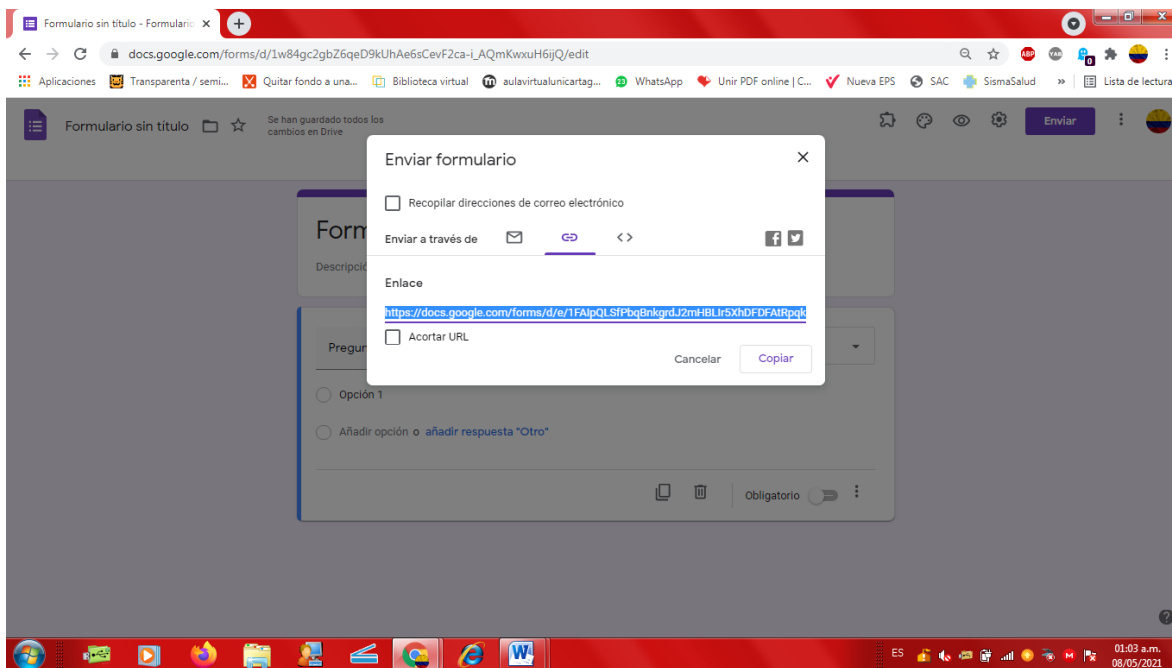 Formulario sin título - Formulario
docs.google.com/forms/d/1w84gc2gbZ6qeD9kUhAe6sCevF2ca-i_AQmKwxuH6ijQ/edit
Aplicaciones Transparenta / semi... Quitar fondo a una... Biblioteca virtual aulavirtualunicartag... WhatsApp Unir PDF online | C... Nueva EPS SAC SismaSalud » Lista de lectura
Formulario sin título
Se han guardado todos los
cambios en Drive
Enviar
Enviar formulario
Recopilar direcciones de correo electrónico
Form
Enviar a través de
Descripció
Enlace
https://docs.google.com/forms/d/e/1FAIpQLSfPbqBnkgrdJ2mHBLIr5XhDFDFAtRpqk
Acortar URL
Pregun
Cancelar Copiar
Opción 1
Añadir opción o añadir respuesta "Otro"
Obligatorio
ES
01:03 a.m.
08/05/2021